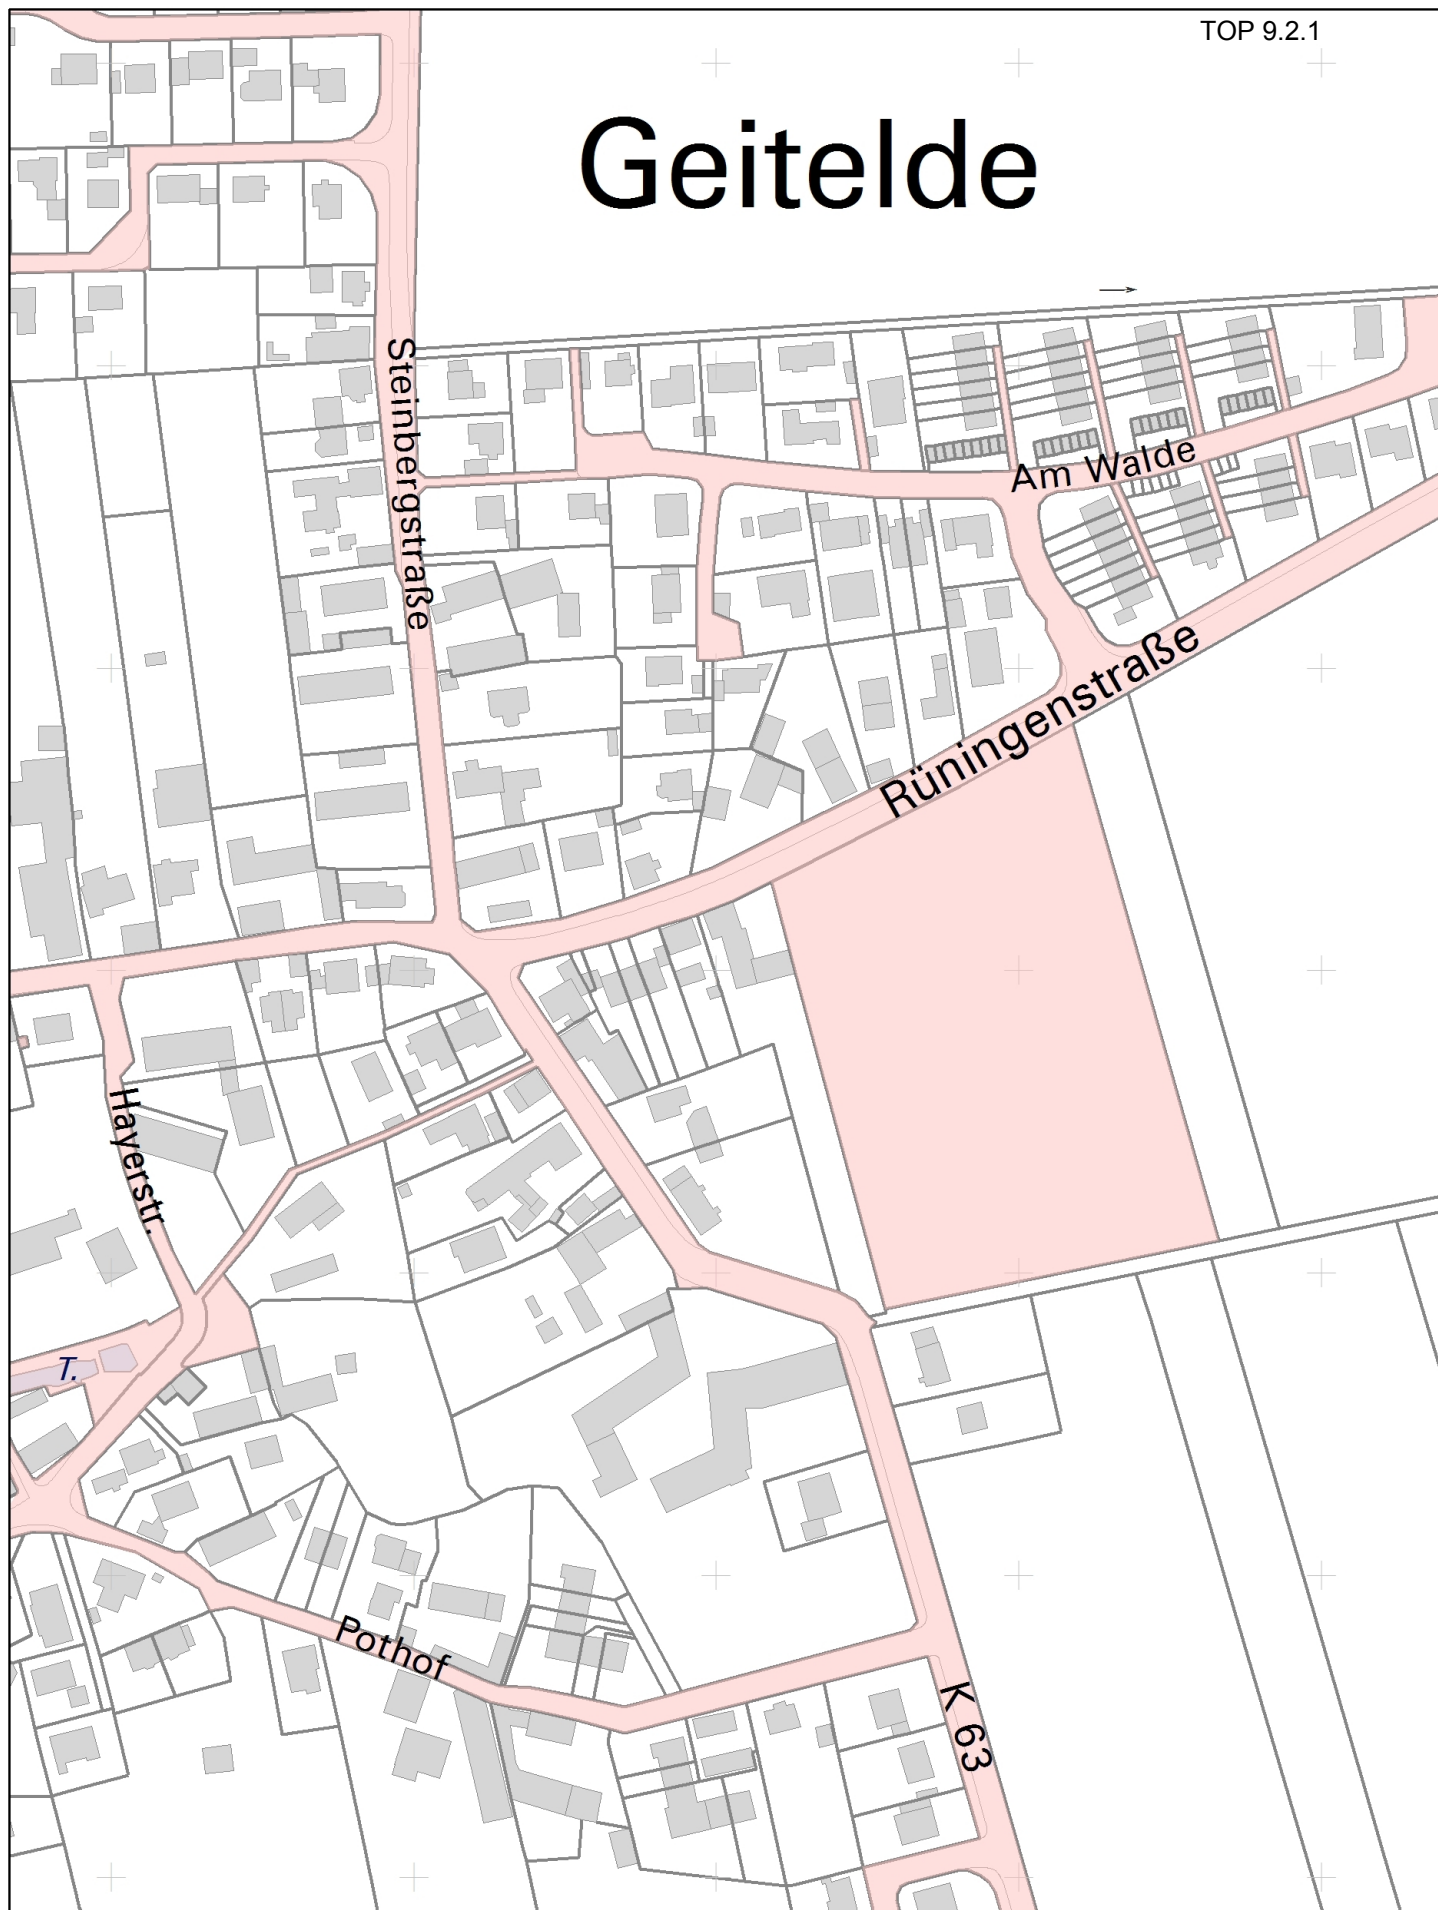 TOP 9.2.1
Geitelde
Steinbergstraße
Am Walde
Rüningenstraße
Hayerstr.
T.
Pothof
K 63